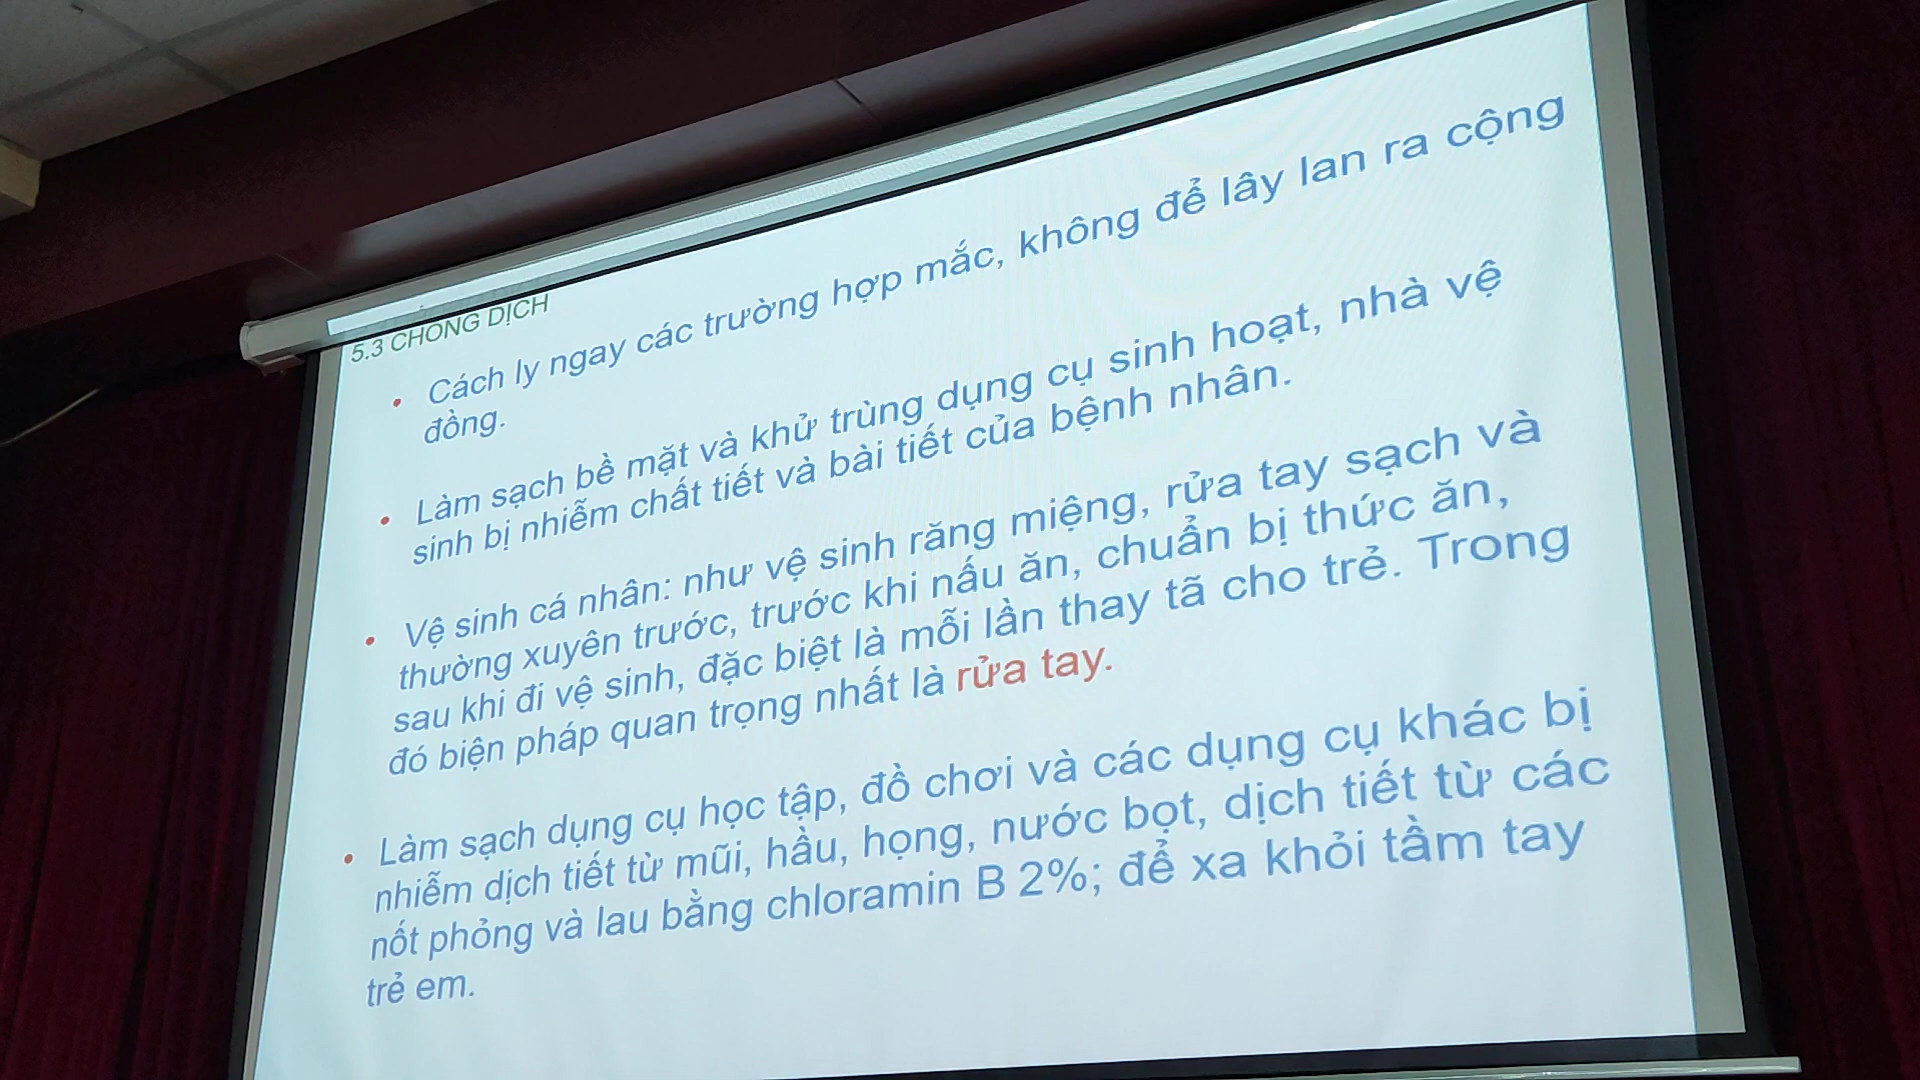 5.3 CHỐNG DỊCH
• Cách ly ngay các trường hợp mắc, không để lây lan ra cộng
đồng.
• Làm sạch bề mặt và khử trùng dụng cụ sinh hoạt, nhà vệ
sinh bị nhiễm chất tiết và bài tiết của bệnh nhân.
• Vệ sinh cá nhân: như vệ sinh răng miệng, rửa tay sạch và
thường xuyên trước, trước khi nấu ăn, chuẩn bị thức ăn,
sau khi đi vệ sinh, đặc biệt là mỗi lần thay tã cho trẻ. Trong
đó biện pháp quan trọng nhất là rửa tay.
• Làm sạch dụng cụ học tập, đồ chơi và các dụng cụ khác bị
nhiễm dịch tiết từ mũi, hầu, họng, nước bọt, dịch tiết từ các
nốt phỏng và lau bằng chloramin B 2%; để xa khỏi tầm tay
trẻ em.